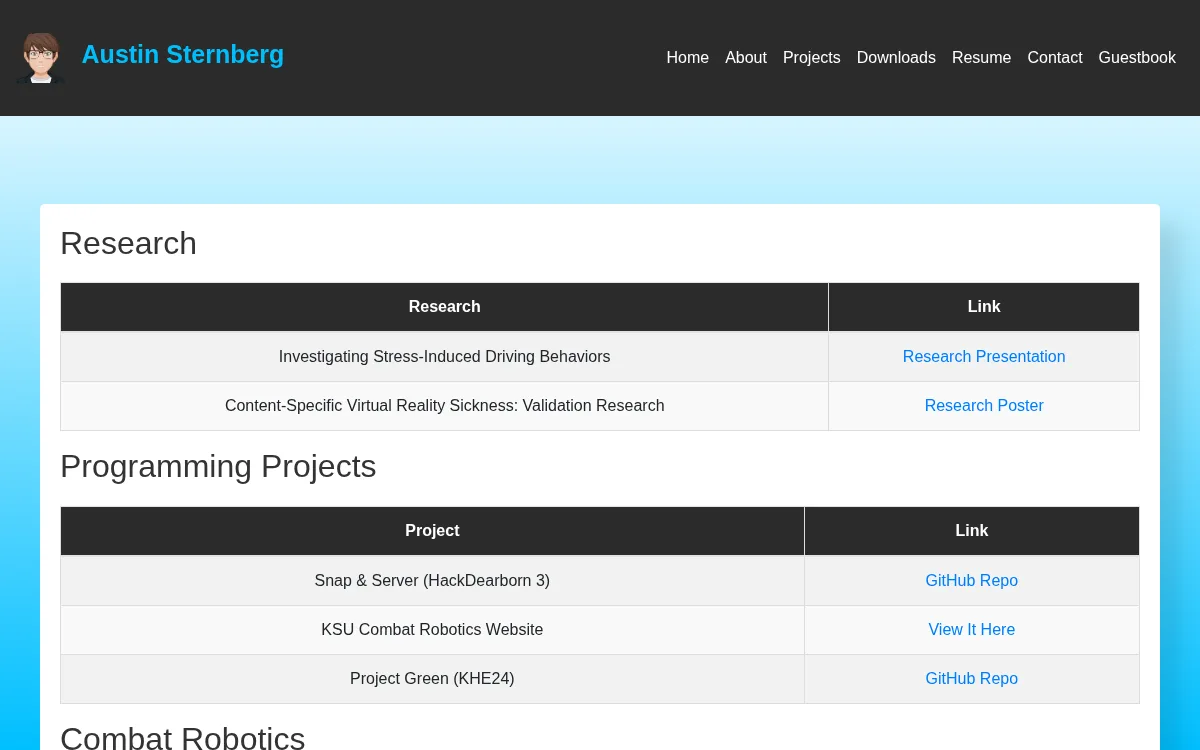 Austin Sternberg
Home About Projects Downloads Resume Contact Guestbook
Research
Research Link
Investigating Stress-Induced Driving Behaviors Research Presentation
Content-Specific Virtual Reality Sickness: Validation Research Research Poster
Programming Projects
Project Link
Snap & Server (HackDearborn 3) GitHub Repo
KSU Combat Robotics Website View It Here
Project Green (KHE24) GitHub Repo
Combat Robotics